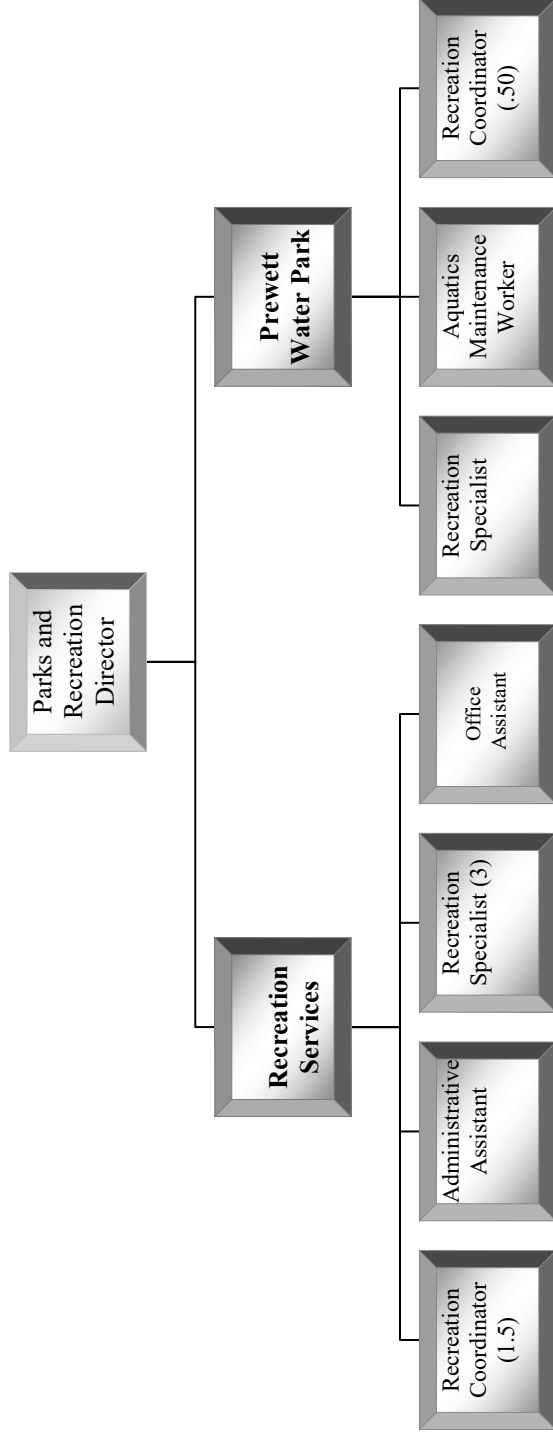 Parks and
Recreation
Director
Recreation
Services
Prewett
Water Park
Recreation
Coordinator
(1.5)
Administrative
Assistant
Recreation
Specialist (3)
Office
Assistant
Recreation
Specialist
Aquatics
Maintenance
Worker
Recreation
Coordinator
(.50)